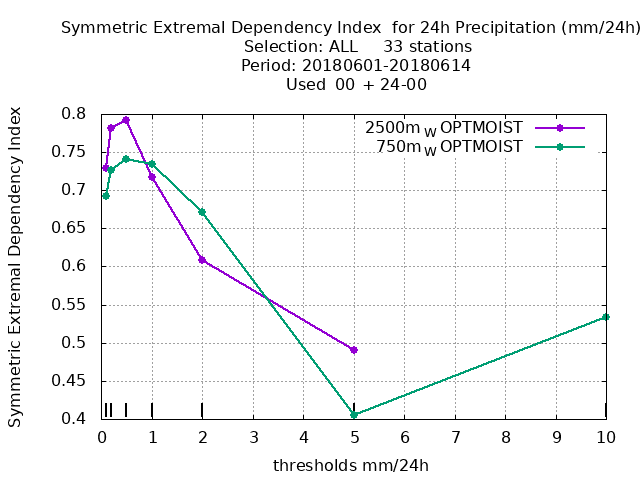 Symmetric Extremal Dependency Index  for 24h Precipitation (mm/24h)
Selection: ALL     33 stations
Period: 20180601-20180614
Used  00  + 24-00
Symmetric Extremal Dependency Index
0.8
0.75
0.7
0.65
0.6
0.55
0.5
0.45
0.4
2500m W OPTMOIST
750m W OPTMOIST
0 1 2 3 4 5 6 7 8 9 10
thresholds mm/24h